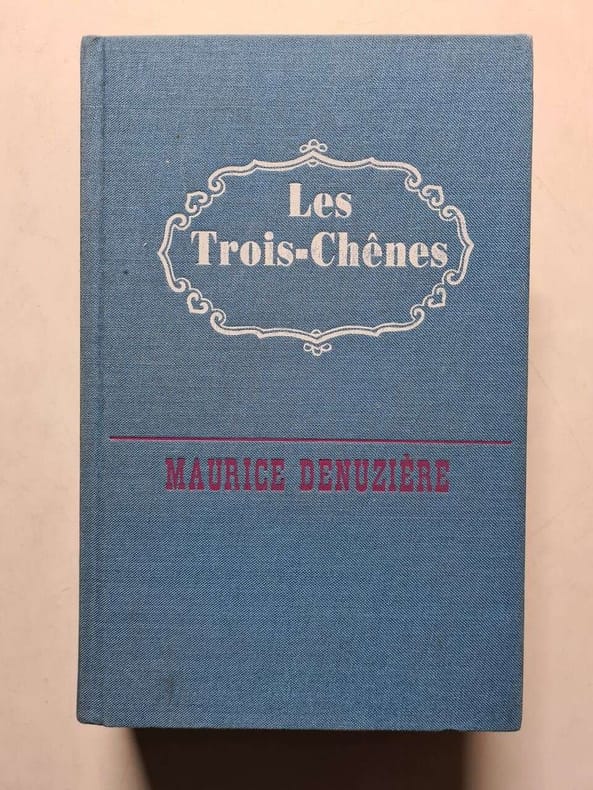 Les
Trois-Chênes
MAURICE DENUZIÈRE